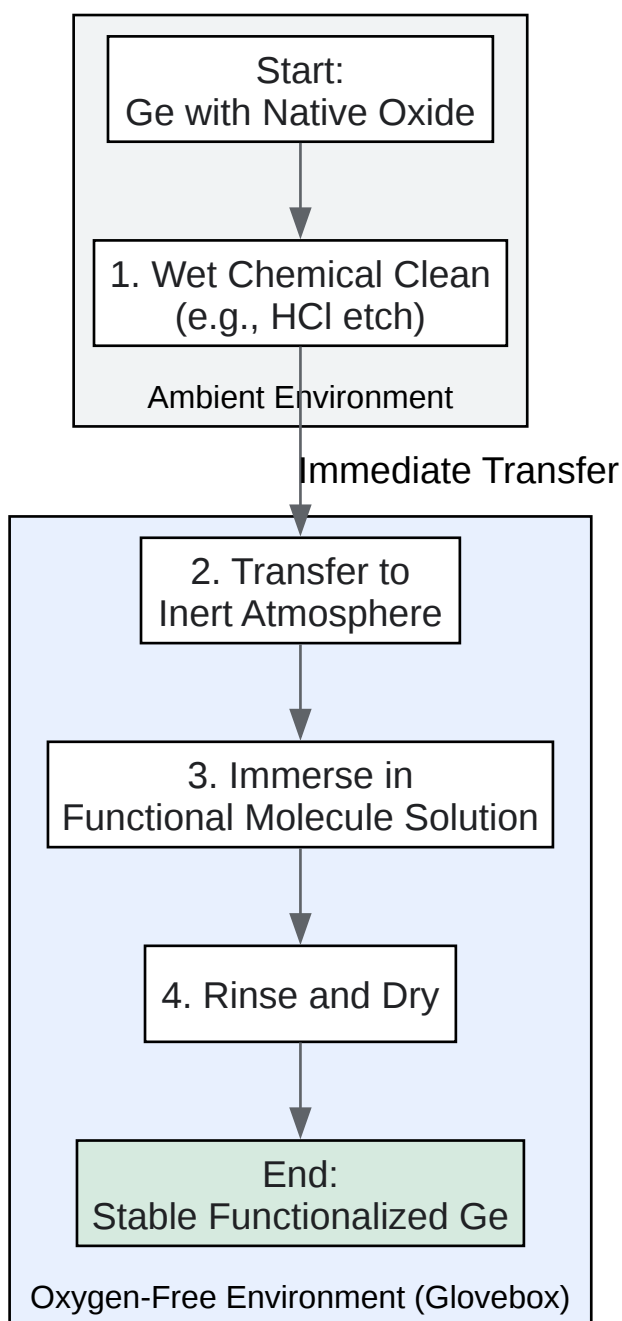 Start:
Ge with Native Oxide
1. Wet Chemical Clean
(e.g., HCl etch)
Ambient Environment
Immediate Transfer
2. Transfer to
Inert Atmosphere
3. Immerse in
Functional Molecule Solution
4. Rinse and Dry
End:
Stable Functionalized Ge
Oxygen-Free Environment (Glovebox)